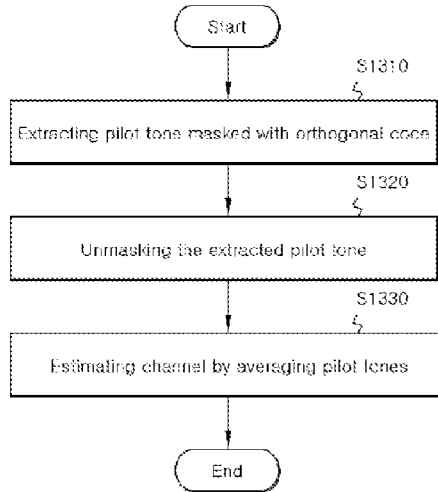 Start
S1310
Extracting pilot tone masked with orthogonal code
S1320
Unmasking the extracted pilot tone
S1330
Estimating channel by averaging pilot tones
End